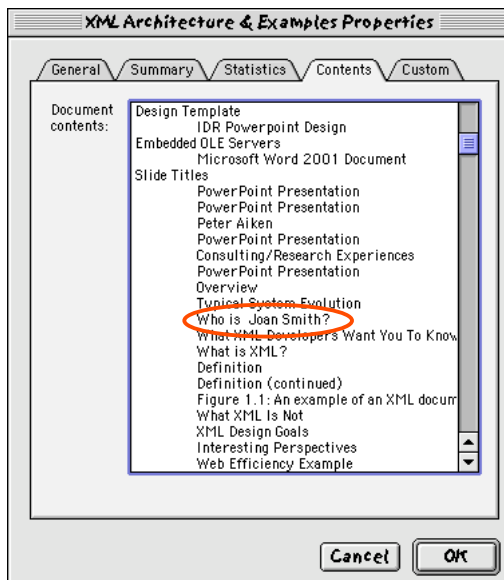 XML Architecture & Examples Properties
General
Summary
Statistics
Contents
Custom
Document
contents:
Design Template
IDR Powerpoint Design
Embedded OLE Servers
Microsoft Word 2001 Document
Slide Titles
PowerPoint Presentation
PowerPoint Presentation
Peter Aiken
PowerPoint Presentation
Consulting/Research Experiences
PowerPoint Presentation
Overview
Typical System Evolution
Who is Joan Smith?
What XML Developers Want You To Know
What is XML?
Definition
Definition (continued)
Figure 1.1: An example of an XML docum
What XML Is Not
XML Design Goals
Interesting Perspectives
Web Efficiency Example
Cancel
OK